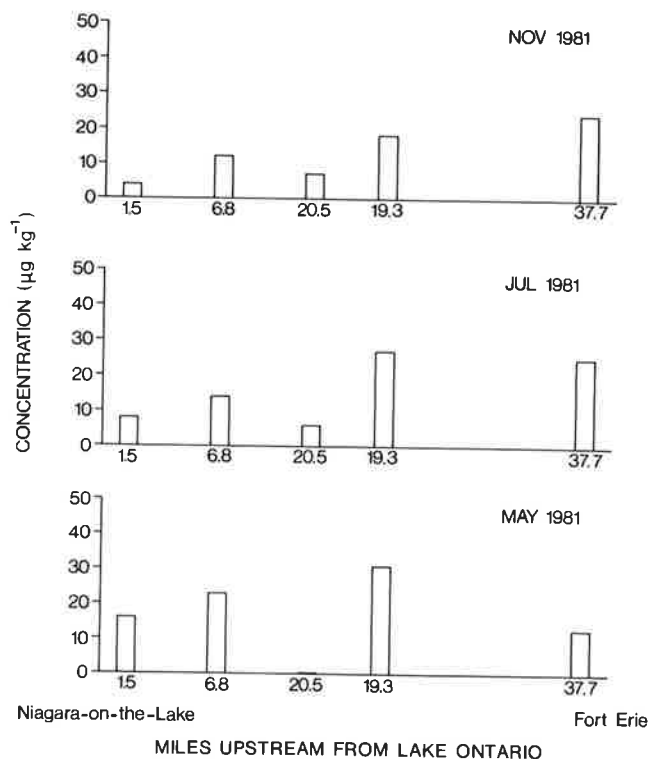 NOV 1981
50
40
30
20
10
0
1.5 6.8 20.5 19.3 37.7
JUL 1981
50
40
30
20
10
0
1.5 6.8 20.5 19.3 37.7
MAY 1981
50
40
30
20
10
0
1.5 6.8 20.5 19.3 37.7
CONCENTRATION (µg kg⁻¹)
Niagara-on-the-Lake Fort Erie
MILES UPSTREAM FROM LAKE ONTARIO